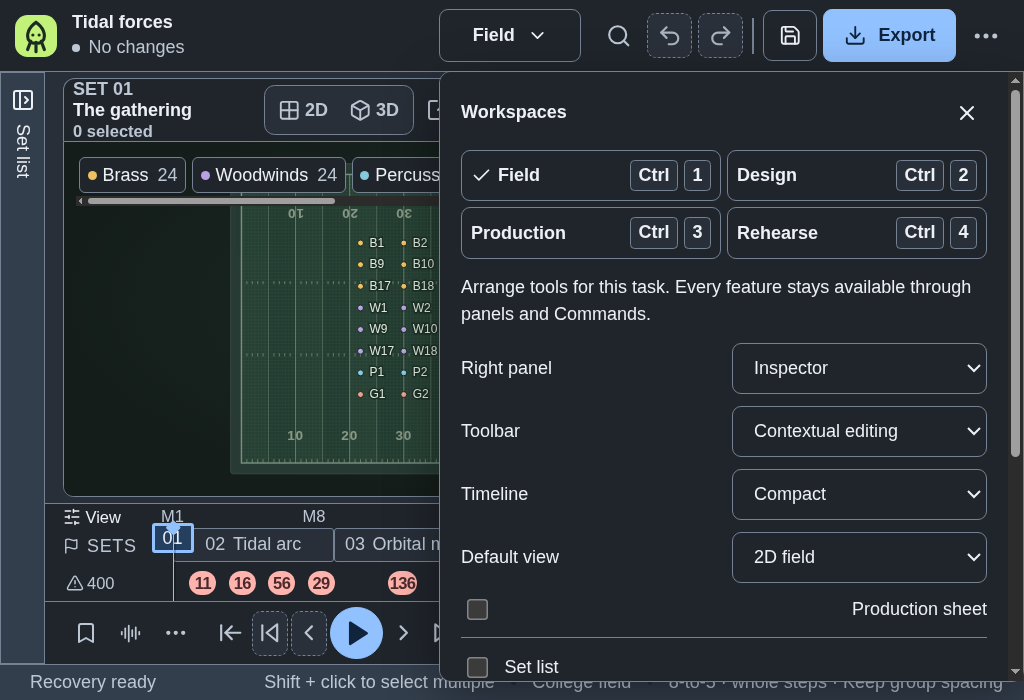 Tidal forces
No changes
Field
Export
Set list
SET 01
The gathering
0 selected
2D
3D
Brass 24
Woodwinds 24
Percuss
10 20 30
B1 B2
B9 B10
B17 B18
W1 W2
W9 W10
W17 W18
P1 P2
G1 G2
10 20 30
View
M1
M8
SETS
01
02 Tidal arc
03 Orbital m
400
11
16
56
29
136
Workspaces
Field Ctrl 1
Design Ctrl 2
Production Ctrl 3
Rehearse Ctrl 4
Arrange tools for this task. Every feature stays available through
panels and Commands.
Right panel
Inspector
Toolbar
Contextual editing
Timeline
Compact
Default view
2D field
Production sheet
Set list
Recovery ready
Shift + click to select multiple
College field
8-to-5 · whole steps · Keep group spacing